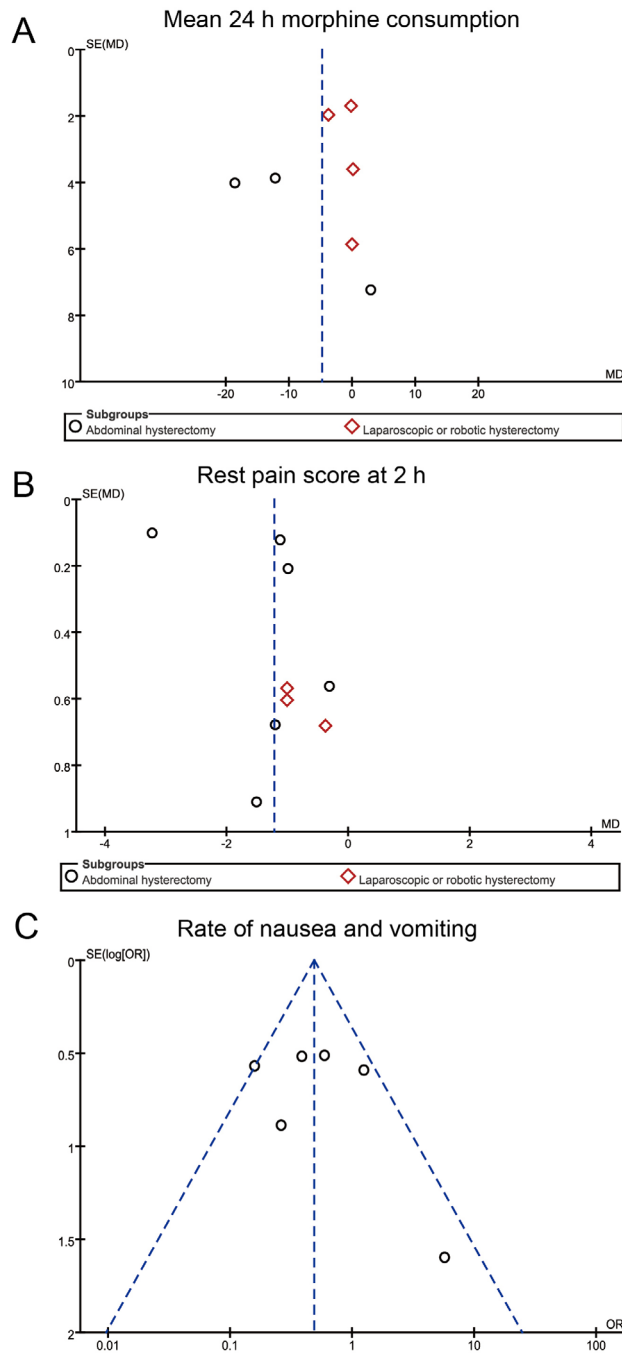 A
Mean 24 h morphine consumption
SE(MD)
0
2
4
6
8
10
-20
-10
0
10
20
MD
Subgroups
Abdominal hysterectomy
Laparoscopic or robotic hysterectomy
B
Rest pain score at 2 h
SE(MD)
0
0.2
0.4
0.6
0.8
1
-4
-2
0
2
4
MD
Subgroups
Abdominal hysterectomy
Laparoscopic or robotic hysterectomy
C
Rate of nausea and vomiting
SE(log[OR])
0
0.5
1
1.5
2
0.01
0.1
1
10
100
OR